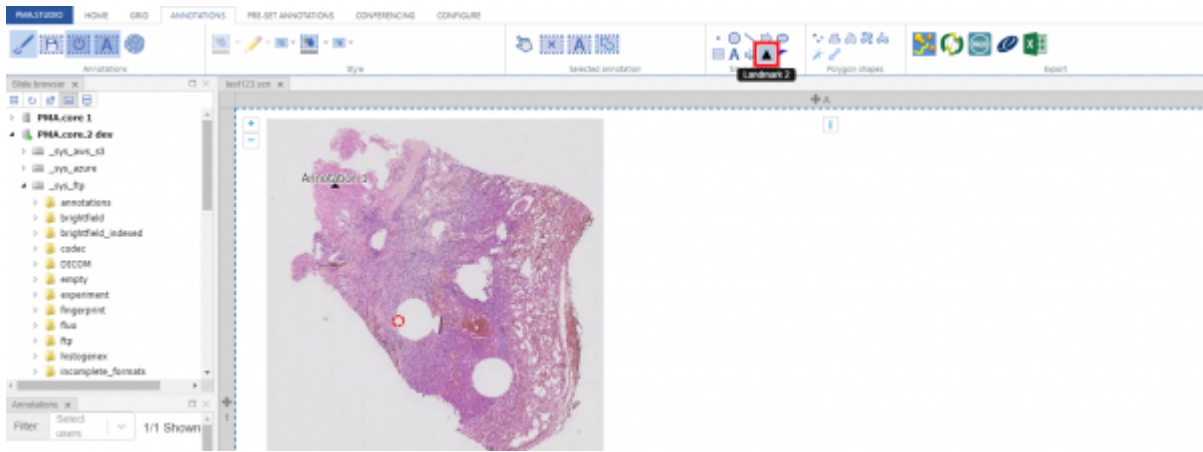 PMA.STUDIO HOME GRID ANNOTATIONS PRE-SET ANNOTATIONS CONFERENCING CONFIGURE
Annotations Style Selected annotation Polygon shapes Export
Landmark 2
Slide browser x test123.scn x
A
PMA.core 1
PMA.core.2 dev
_sys_aws_s3
_sys_azure
_sys_ftp
annotations
brightfield
brightfield_indexed
codec
DICOM
empty
experiment
fingerprint
fluo
ftp
histogenex
incomplete_formats
Annotation 1
Annotations x
1
Filter: Select users 1/1 Shown